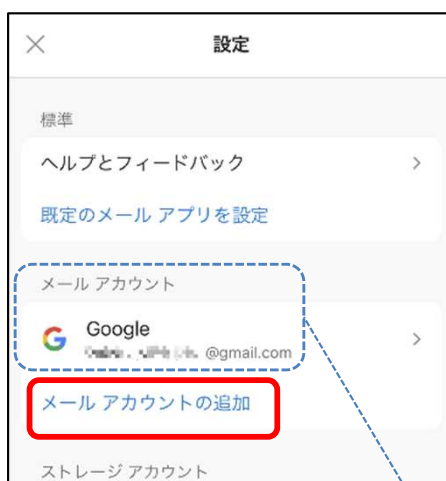 設定
標準
ヘルプとフィードバック
既定のメール アプリを設定
メール アカウント
Google
@gmail.com
メール アカウントの追加
ストレージ アカウント